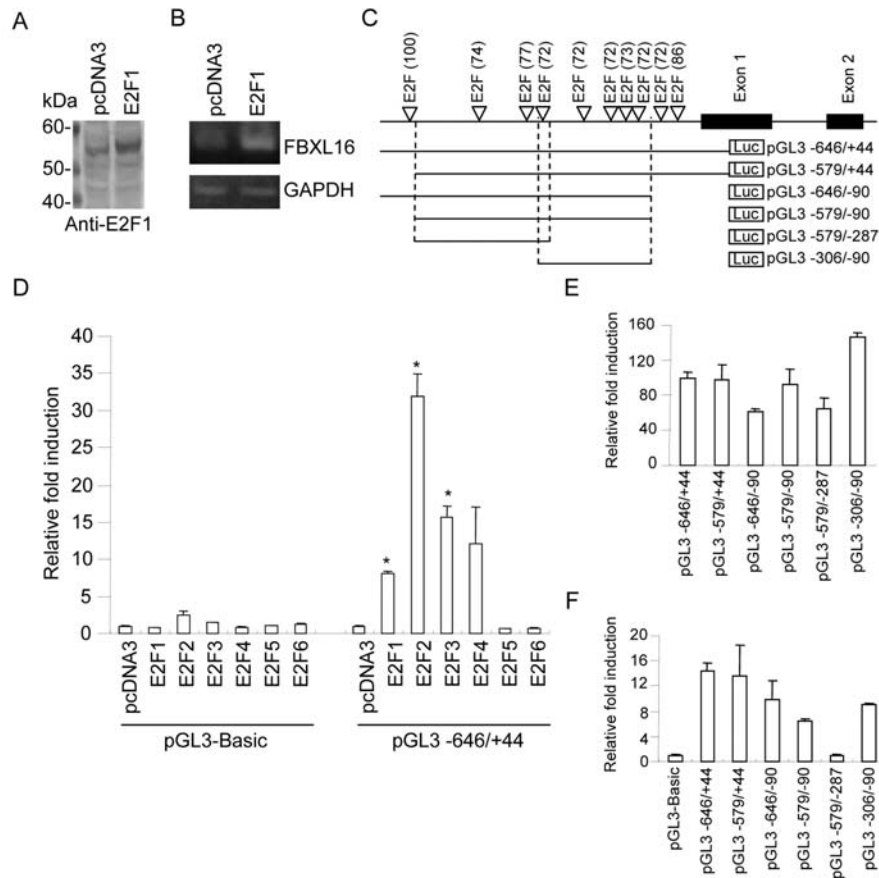 A
pcDNA3
E2F1
kDa
60-
50-
40-
Anti-E2F1
B
pcDNA3
E2F1
FBXL16
GAPDH
C
E2F (100)
E2F (74)
E2F (77)
E2F (72)
E2F (72)
E2F (72)
E2F (73)
E2F (72)
E2F (72)
E2F (86)
Exon 1
Exon 2
Luc pGL3 -646/+44
Luc pGL3 -579/+44
Luc pGL3 -646/-90
Luc pGL3 -579/-90
Luc pGL3 -579/-287
Luc pGL3 -306/-90
D
Relative fold induction
40
35
30
25
20
15
10
5
0
* * *
pcDNA3
E2F1
E2F2
E2F3
E2F4
E2F5
E2F6
pGL3-Basic
pcDNA3
E2F1
E2F2
E2F3
E2F4
E2F5
E2F6
pGL3 -646/+44
E
Relative fold induction
160
120
80
40
0
pGL3 -646/+44
pGL3 -579/+44
pGL3 -646/-90
pGL3 -579/-90
pGL3 -579/-287
pGL3 -306/-90
F
Relative fold induction
20
16
12
8
4
0
pGL3-Basic
pGL3 -646/+44
pGL3 -579/+44
pGL3 -646/-90
pGL3 -579/-90
pGL3 -579/-287
pGL3 -306/-90